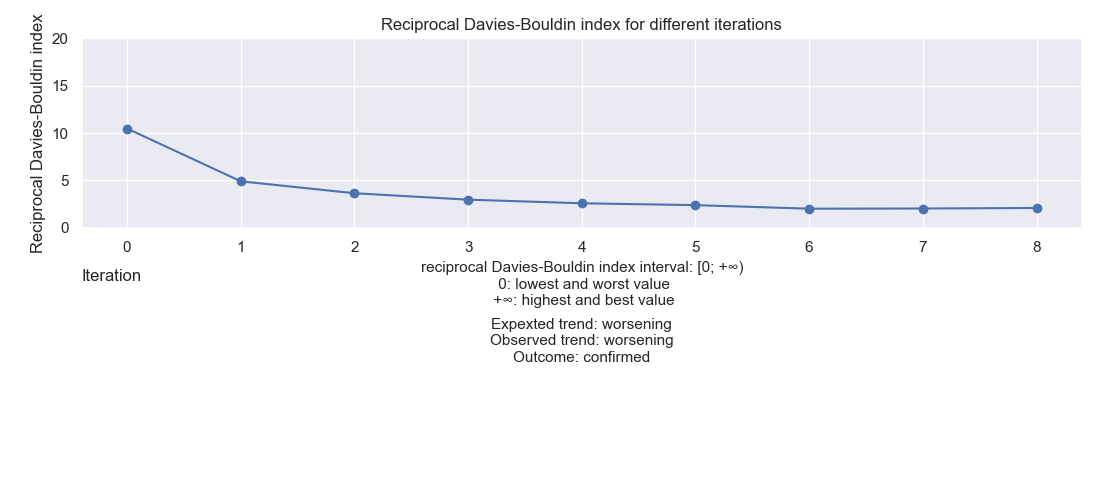 Reciprocal Davies-Bouldin index for different iterations
Reciprocal Davies-Bouldin index
20
15
10
5
0
0 1 2 3 4 5 6 7 8
Iteration
reciprocal Davies-Bouldin index interval: [0; +∞)
0: lowest and worst value
+∞: highest and best value
Expexted trend: worsening
Observed trend: worsening
Outcome: confirmed